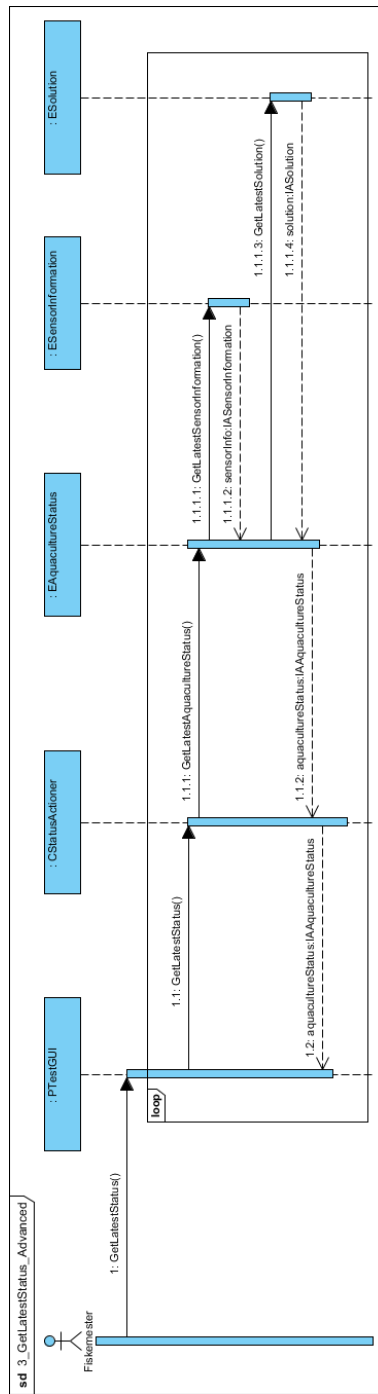 sd 3_GetLatestStatus_Advanced
Fiskemester
: PTestGUI
: CStatusActioner
: EAquacultureStatus
: ESensorInformation
: ESolution
1: GetLatestStatus()
loop
1.1: GetLatestStatus()
1.1.1: GetLatestAquacultureStatus()
1.1.1.1: GetLatestSensorInformation()
1.1.1.2: sensorInfo:IASensorInformation
1.1.1.3: GetLatestSolution()
1.1.1.4: solution:IASolution
1.1.2: aquacultureStatus:IAAquacultureStatus
1.2: aquacultureStatus:IAAquacultureStatus